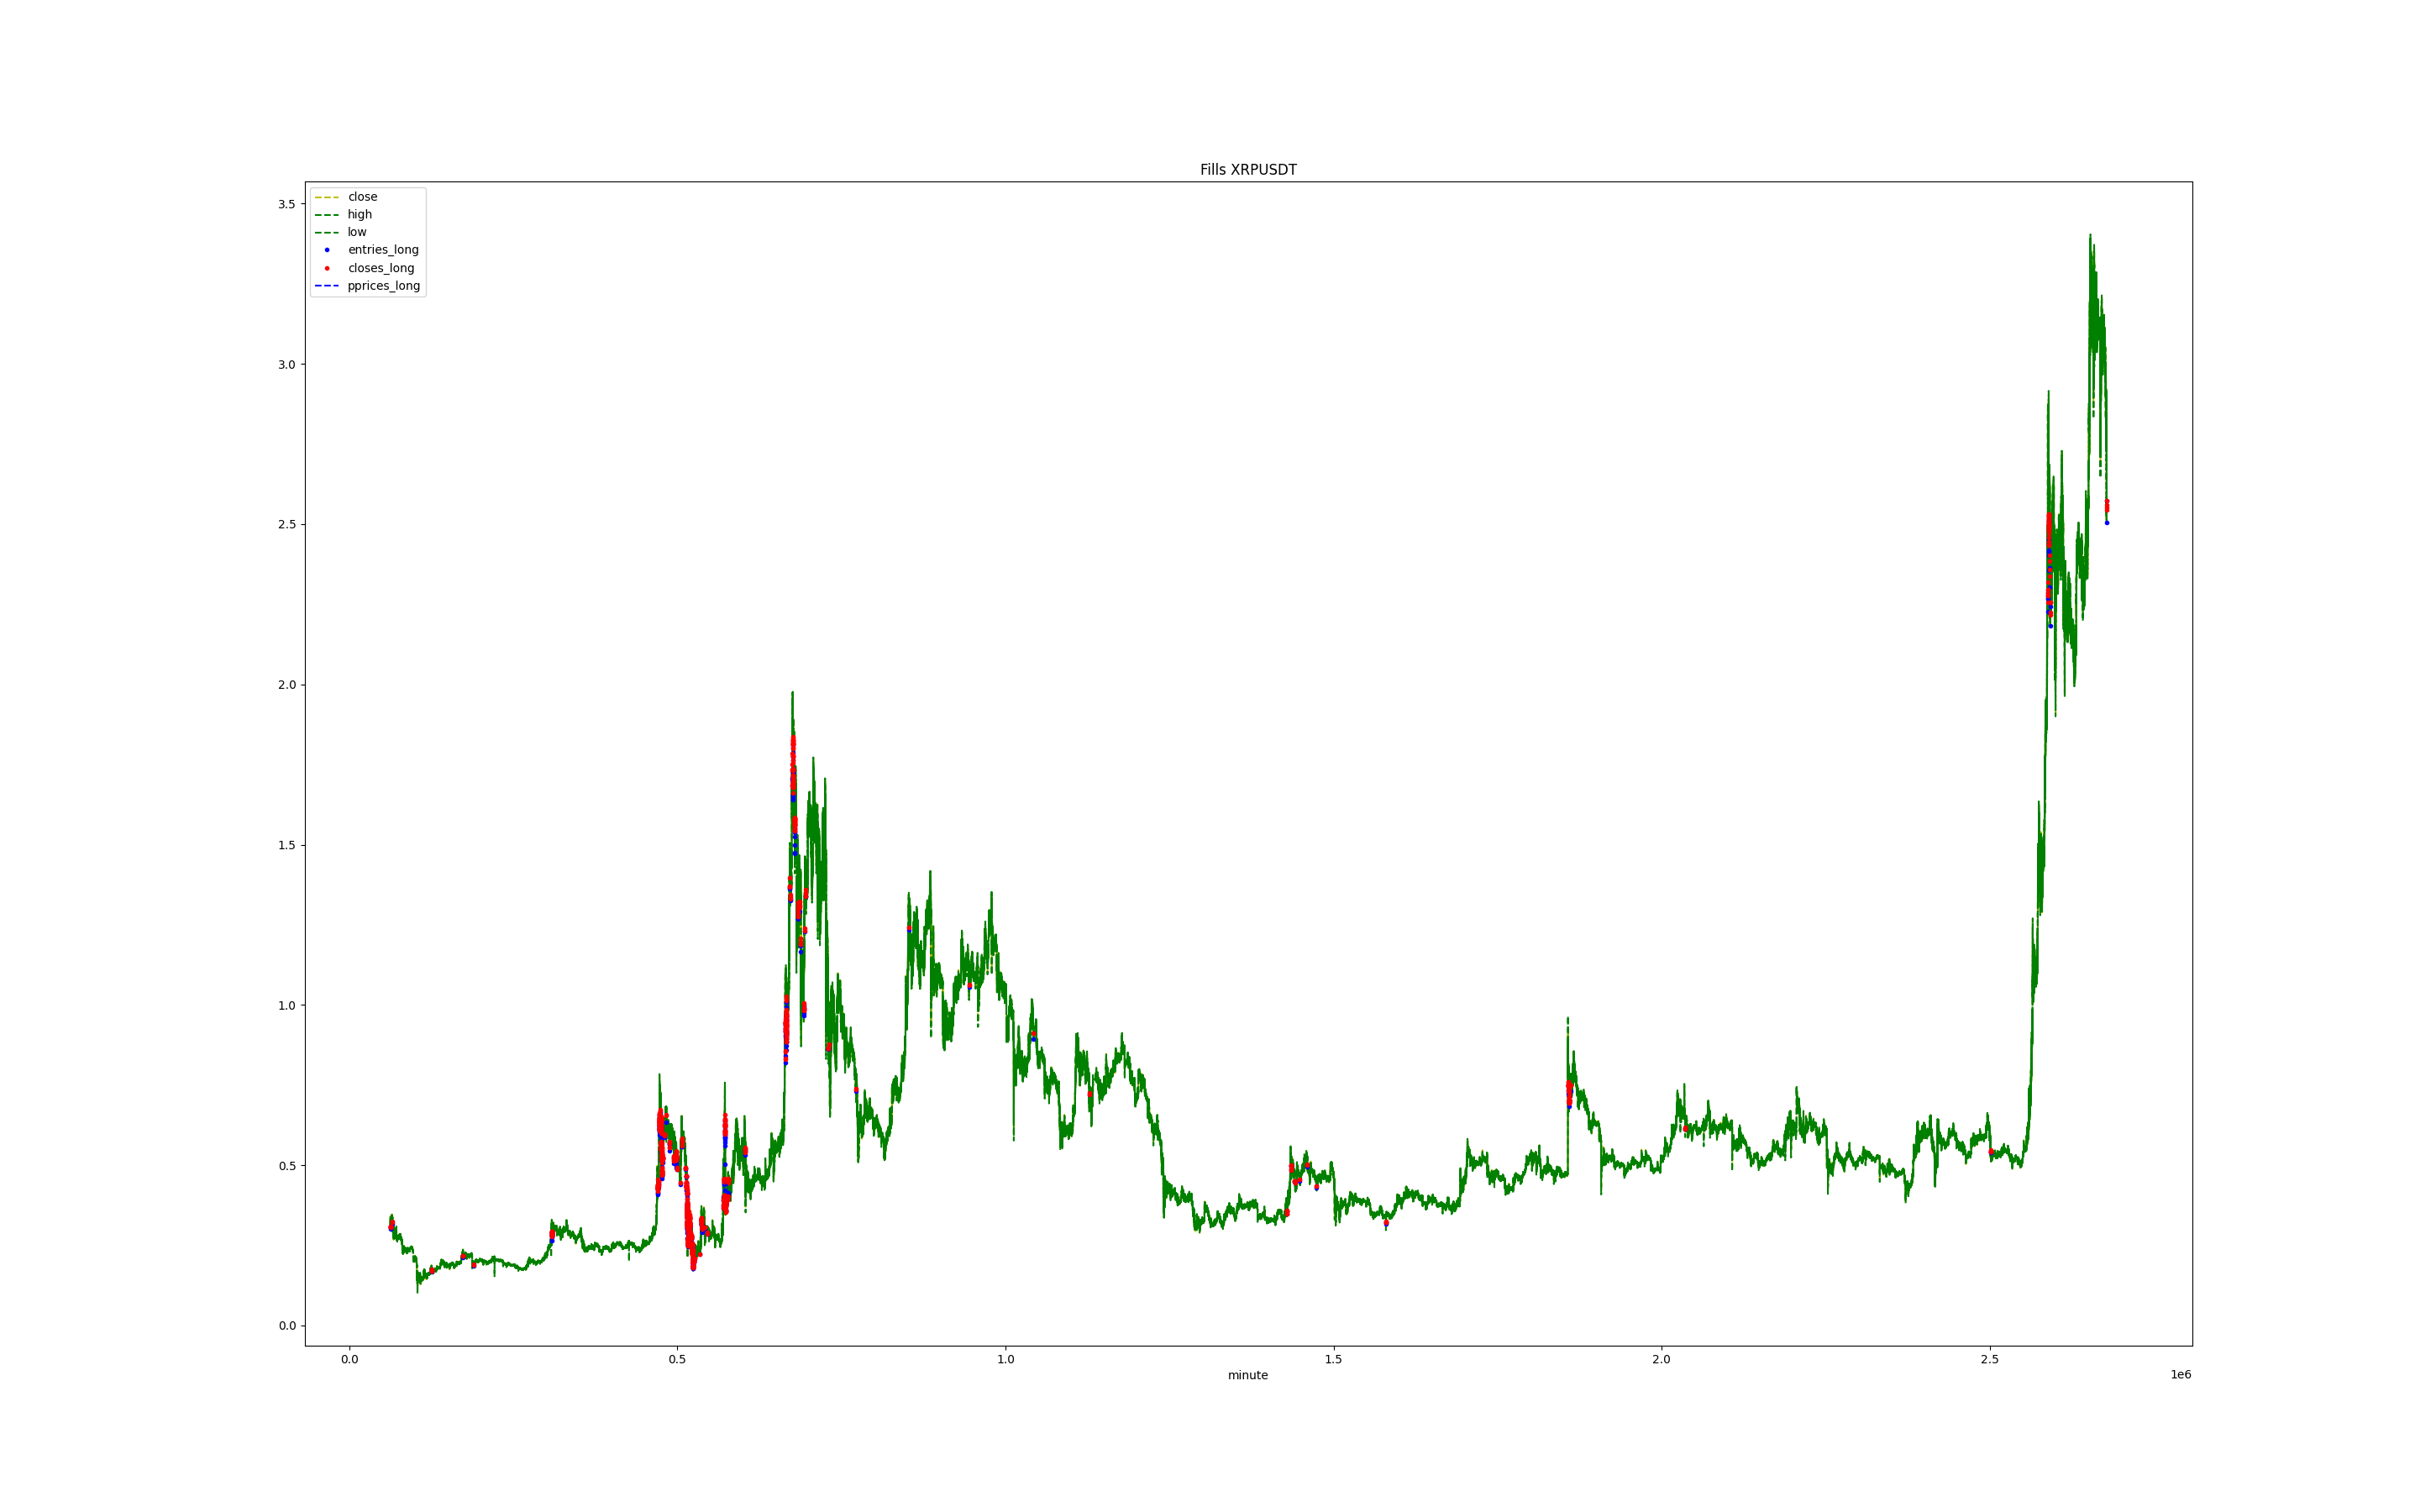 Fills XRPUSDT
close
high
low
entries_long
closes_long
pprices_long
3.5
3.0
2.5
2.0
1.5
1.0
0.5
0.0
0.0 0.5 1.0 1.5 2.0 2.5
minute
1e6